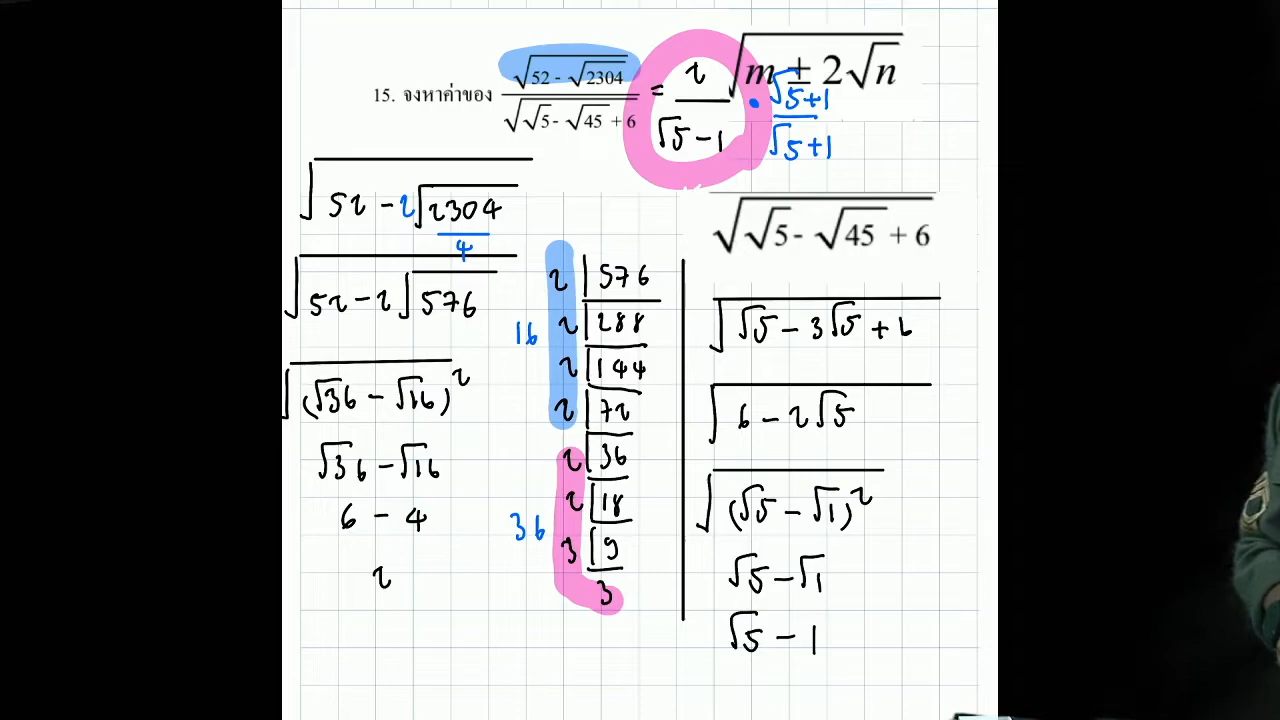 15. จงหาค่าของ √(52 - √2304) / √(√5 - √45 + 6) = 2 / (√5 - 1) • (√5+1) / (√5+1)
√(m ± 2√n)
√(√5 - √45 + 6)
√(52 - 2√(2304/4))
√(52 - 2√576)
√((√36 - √16)²)
√36 - √16
6 - 4
2
2 | 576
2 | 288
2 | 144
2 | 72
2 | 36
2 | 18
3 | 9
3
16
36
√(√5 - 3√5 + 6)
√(6 - 2√5)
√((√5 - √1)²)
√5 - √1
√5 - 1